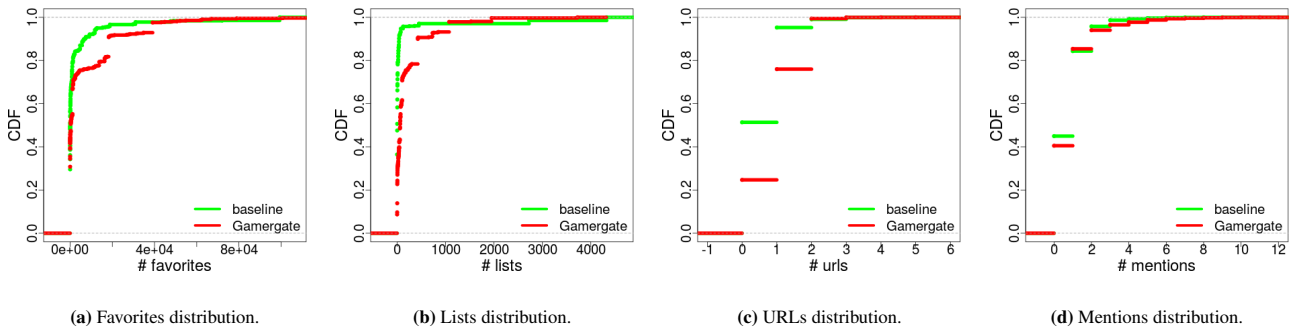 CDF
0.0 0.2 0.4 0.6 0.8 1.0
baseline
Gamergate
0e+00 4e+04 8e+04
# favorites
(a) Favorites distribution.
CDF
0.0 0.2 0.4 0.6 0.8 1.0
baseline
Gamergate
0 1000 2000 3000 4000
# lists
(b) Lists distribution.
CDF
0.0 0.2 0.4 0.6 0.8 1.0
baseline
Gamergate
-1 0 1 2 3 4 5 6
# urls
(c) URLs distribution.
CDF
0.0 0.2 0.4 0.6 0.8 1.0
baseline
Gamergate
0 2 4 6 8 10 12
# mentions
(d) Mentions distribution.